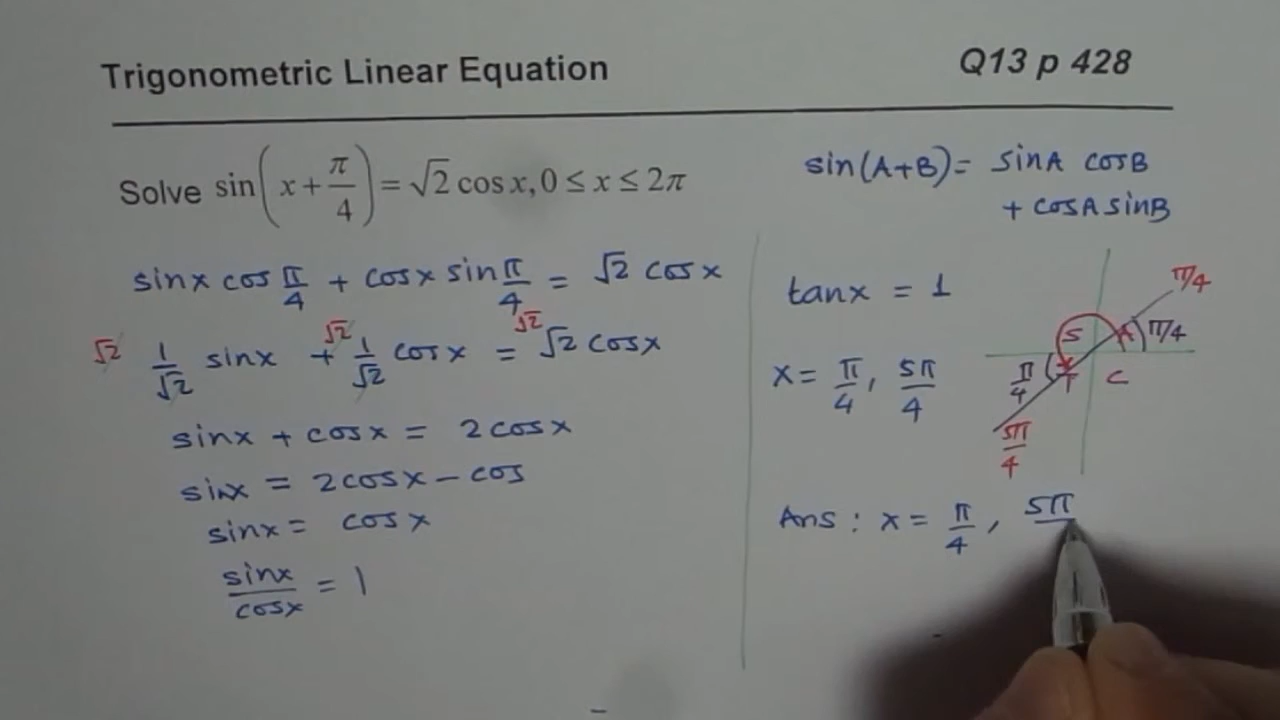 Trigonometric Linear Equation
Q13 p 428
Solve sin(x + π/4) = √2 cos x, 0 ≤ x ≤ 2π
sin(A+B) = sinA cosB
+ cosA sinB
sinx cos π/4 + cosx sin π/4 = √2 cosx
√2 1/√2 sinx + √2 1/√2 cosx = √2 √2 cosx
sinx + cosx = 2cosx
sinx = 2cosx - cos
sinx = cosx
sinx/cosx = 1
tanx = 1
x = π/4, 5π/4
π/4
S A π/4
π/4 T C
5π/4
Ans : x = π/4, 5π